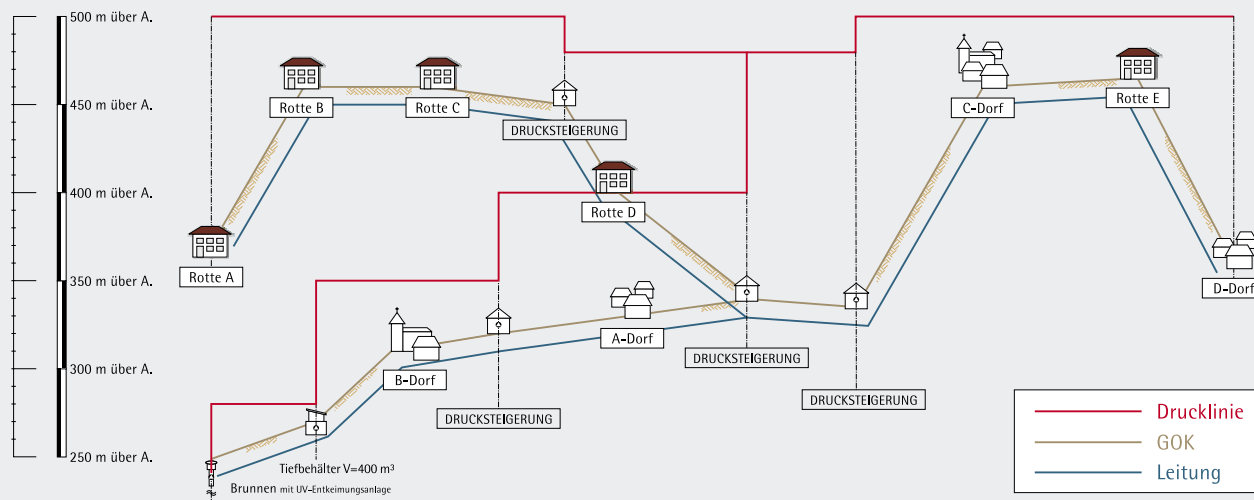 500 m über A.
450 m über A.
400 m über A.
350 m über A.
300 m über A.
250 m über A.
Rotte A
Rotte B
Rotte C
DRUCKSTEIGERUNG
Rotte D
C-Dorf
Rotte E
D-Dorf
B-Dorf
A-Dorf
DRUCKSTEIGERUNG
DRUCKSTEIGERUNG
DRUCKSTEIGERUNG
Tiefbehälter V=400 m³
Brunnen mit UV-Entkeimungsanlage
Drucklinie
GOK
Leitung